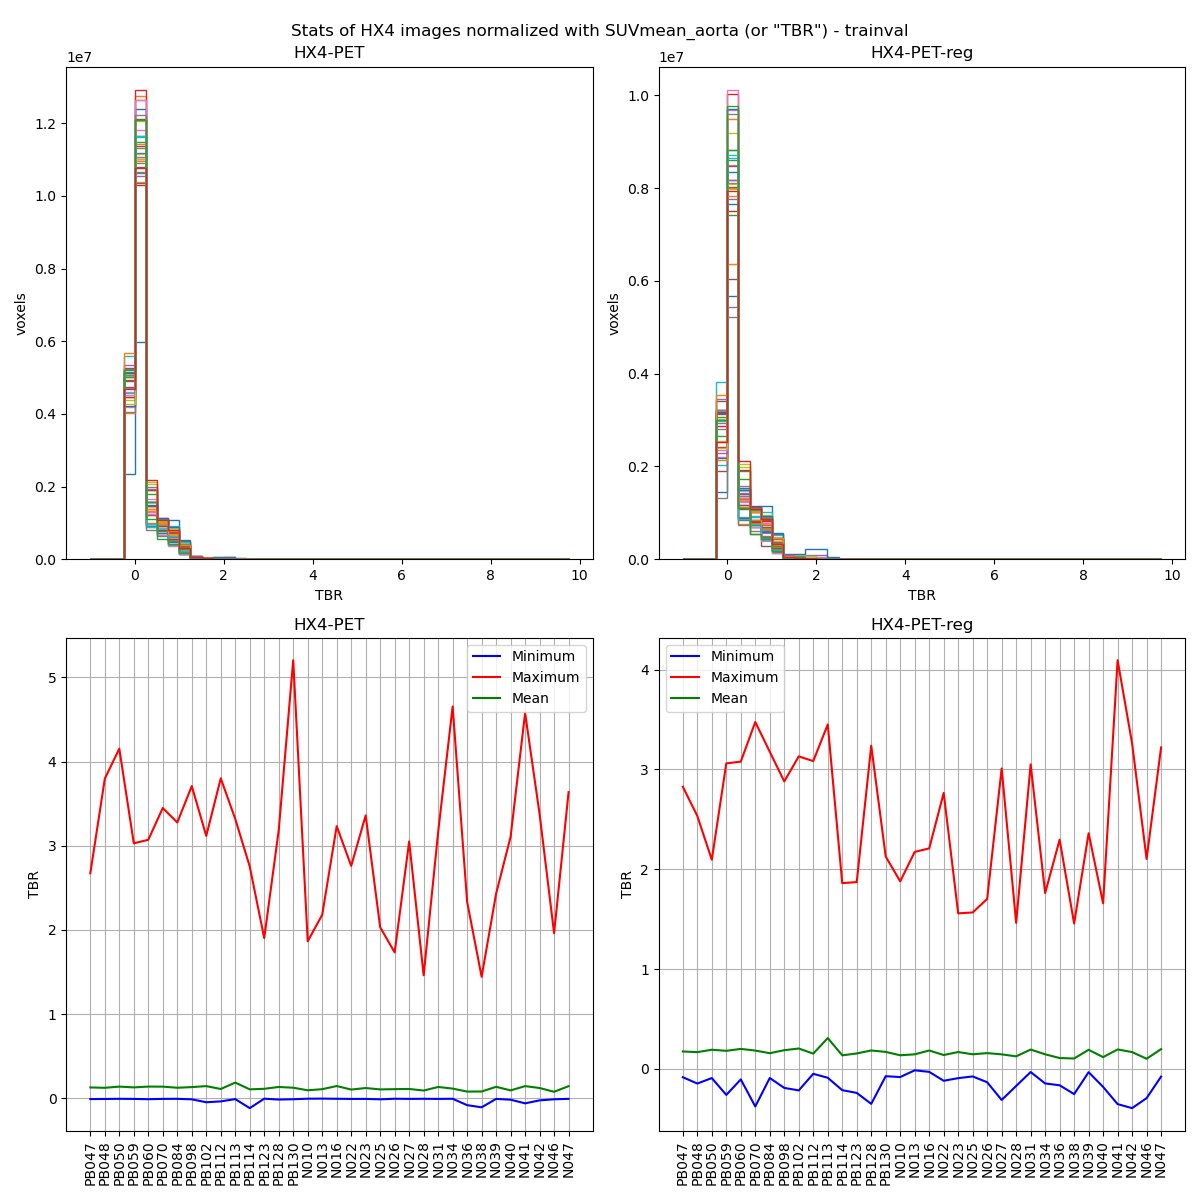 Stats of HX4 images normalized with SUVmean_aorta (or "TBR") - trainval
HX4-PET
1e7
voxels
1.2
1.0
0.8
0.6
0.4
0.2
0.0
0 2 4 6 8 10
TBR
HX4-PET-reg
1e7
voxels
1.0
0.8
0.6
0.4
0.2
0.0
0 2 4 6 8 10
TBR
HX4-PET
TBR
5
4
3
2
1
0
Minimum
Maximum
Mean
PB047
PB048
PB050
PB059
PB060
PB070
PB084
PB098
PB102
PB112
PB113
PB114
PB123
PB128
PB130
N010
N013
N016
N022
N023
N025
N026
N027
N028
N031
N034
N036
N038
N039
N040
N041
N042
N046
N047
HX4-PET-reg
TBR
4
3
2
1
0
Minimum
Maximum
Mean
PB047
PB048
PB050
PB059
PB060
PB070
PB084
PB098
PB102
PB112
PB113
PB114
PB123
PB128
PB130
N010
N013
N016
N022
N023
N025
N026
N027
N028
N031
N034
N036
N038
N039
N040
N041
N042
N046
N047